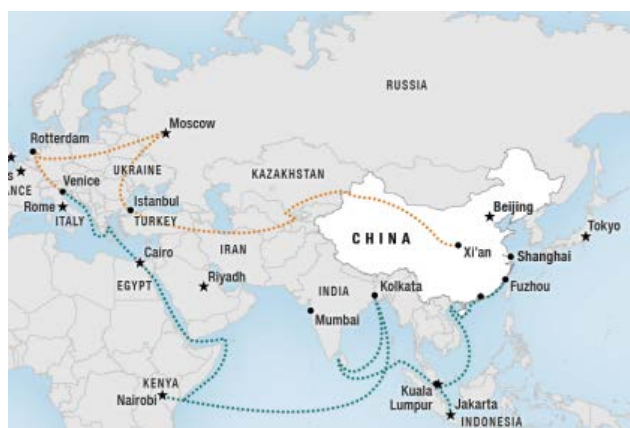 RUSSIA
Moscow
Rotterdam
UKRAINE
KAZAKHSTAN
Venice
Rome
ITALY
Istanbul
TURKEY
Beijing
CHINA
Xi'an
Tokyo
Shanghai
Cairo
IRAN
EGYPT
Riyadh
INDIA
Kolkata
Fuzhou
Mumbai
KENYA
Nairobi
Kuala
Lumpur
Jakarta
INDONESIA